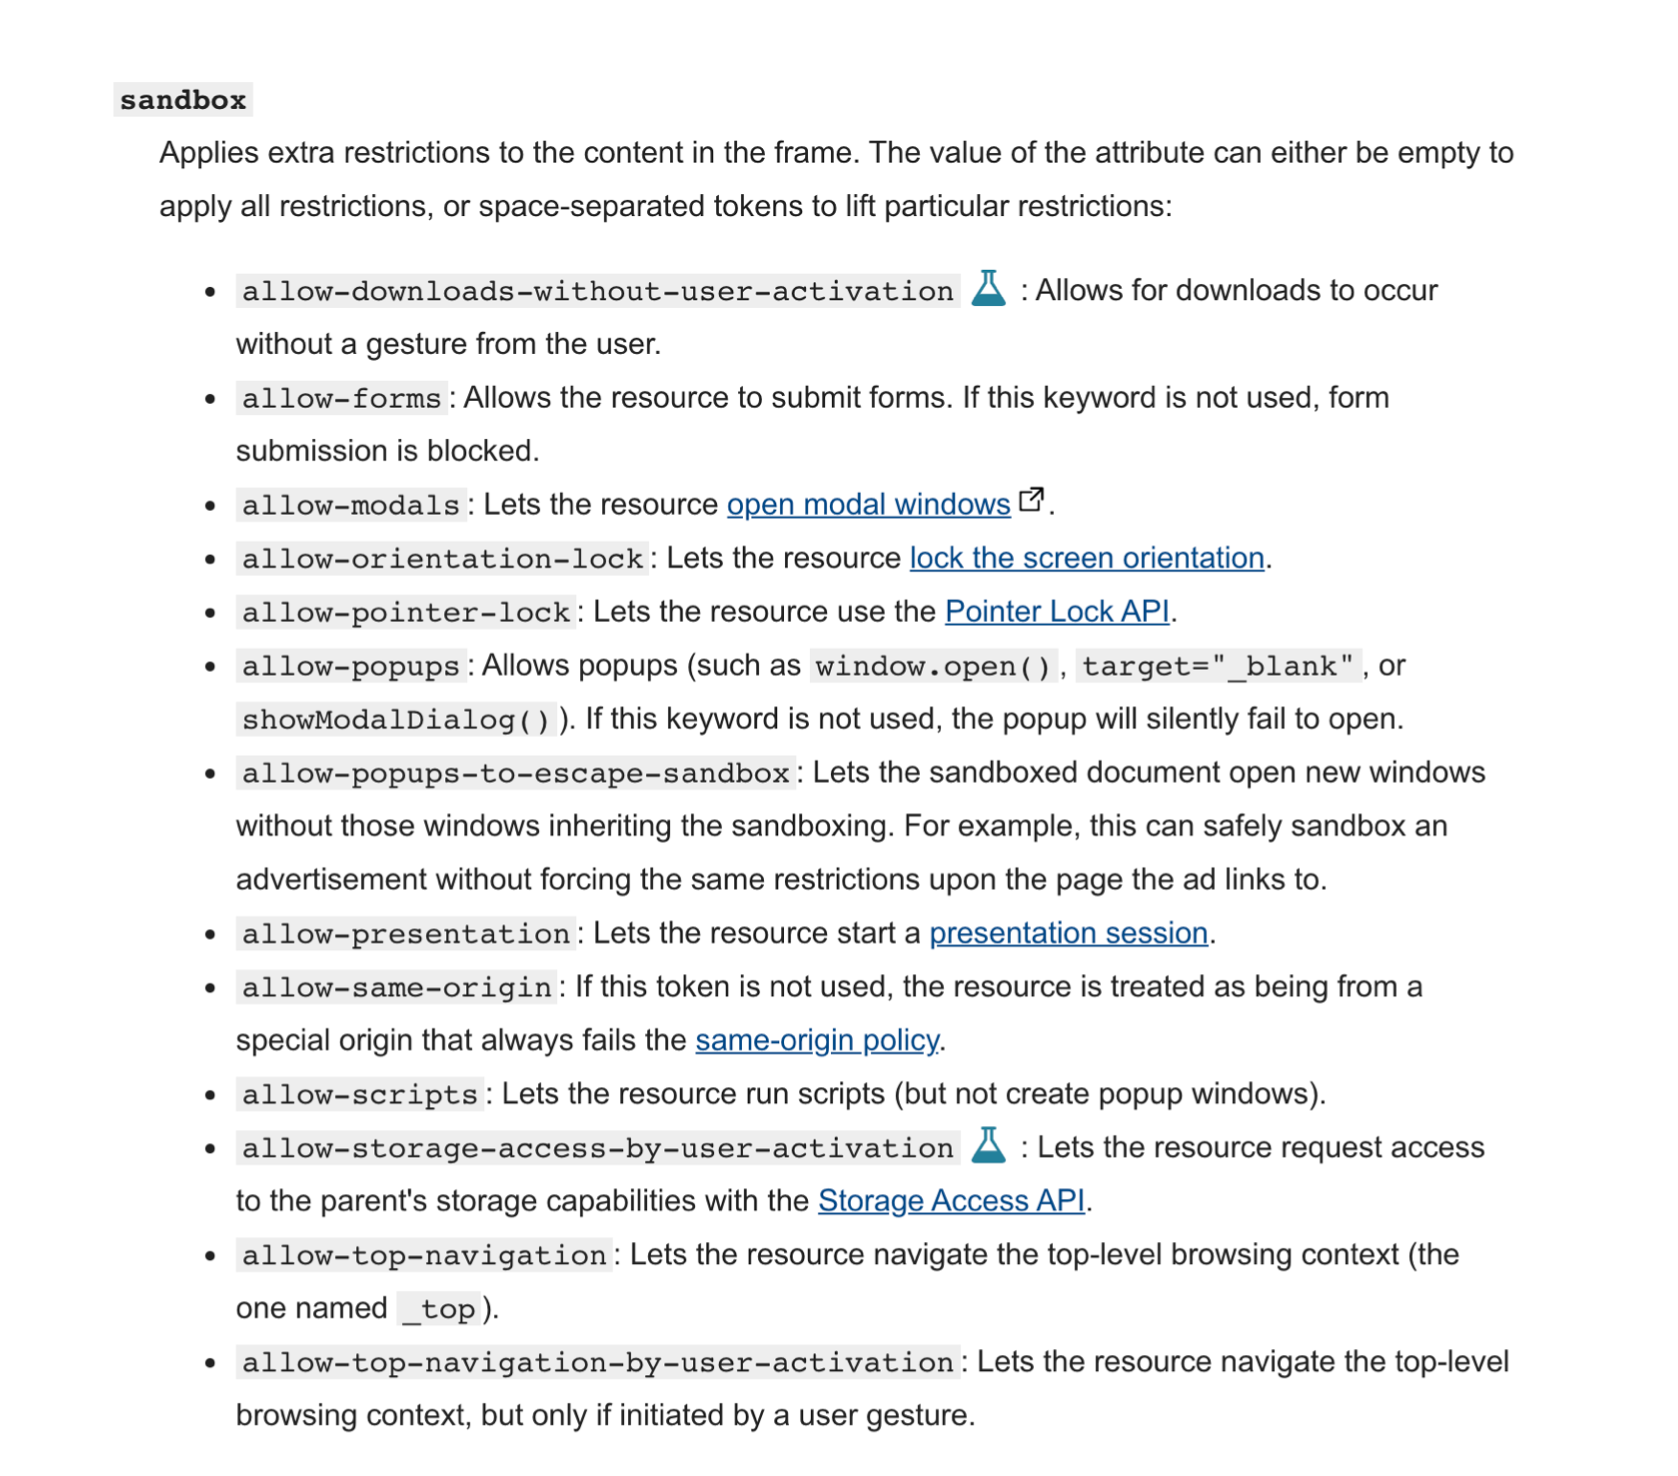 sandbox
Applies extra restrictions to the content in the frame. The value of the attribute can either be empty to
apply all restrictions, or space-separated tokens to lift particular restrictions:
• allow-downloads-without-user-activation : Allows for downloads to occur
without a gesture from the user.
• allow-forms: Allows the resource to submit forms. If this keyword is not used, form
submission is blocked.
• allow-modals: Lets the resource open modal windows.
• allow-orientation-lock: Lets the resource lock the screen orientation.
• allow-pointer-lock: Lets the resource use the Pointer Lock API.
• allow-popups: Allows popups (such as window.open(), target="_blank", or
showModalDialog()). If this keyword is not used, the popup will silently fail to open.
• allow-popups-to-escape-sandbox: Lets the sandboxed document open new windows
without those windows inheriting the sandboxing. For example, this can safely sandbox an
advertisement without forcing the same restrictions upon the page the ad links to.
• allow-presentation: Lets the resource start a presentation session.
• allow-same-origin: If this token is not used, the resource is treated as being from a
special origin that always fails the same-origin policy.
• allow-scripts: Lets the resource run scripts (but not create popup windows).
• allow-storage-access-by-user-activation : Lets the resource request access
to the parent's storage capabilities with the Storage Access API.
• allow-top-navigation: Lets the resource navigate the top-level browsing context (the
one named _top).
• allow-top-navigation-by-user-activation: Lets the resource navigate the top-level
browsing context, but only if initiated by a user gesture.